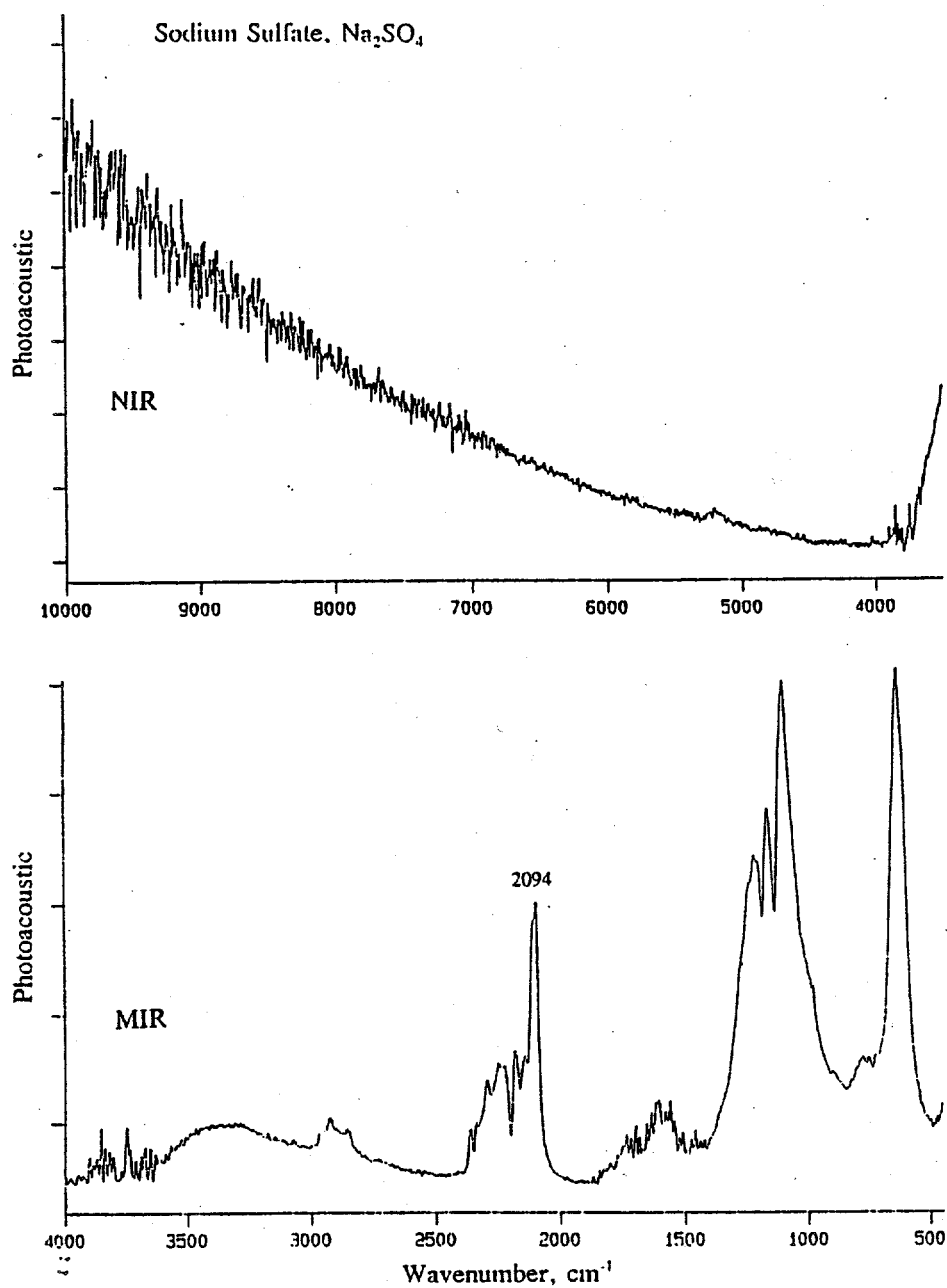 Sodium Sulfate, Na₂SO₄
Photoacoustic
NIR
10000 9000 8000 7000 6000 5000 4000
2094
Photoacoustic
MIR
4000 3500 3000 2500 2000 1500 1000 500
Wavenumber, cm⁻¹